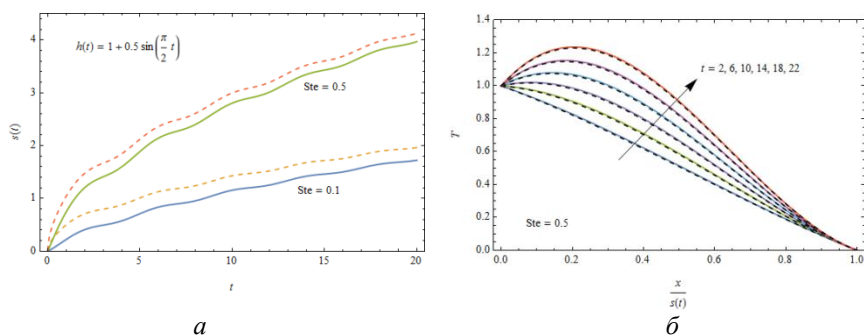 h(t) = 1 + 0.5 sin(π/2 t)
Ste = 0.5
Ste = 0.1
s(t)
4
3
2
1
0
0 5 10 15 20
t
а
t = 2, 6, 10, 14, 18, 22
Ste = 0.5
T
1.4
1.2
1.0
0.8
0.6
0.4
0.2
0.0
0.0 0.2 0.4 0.6 0.8 1.0
x
s(t)
б